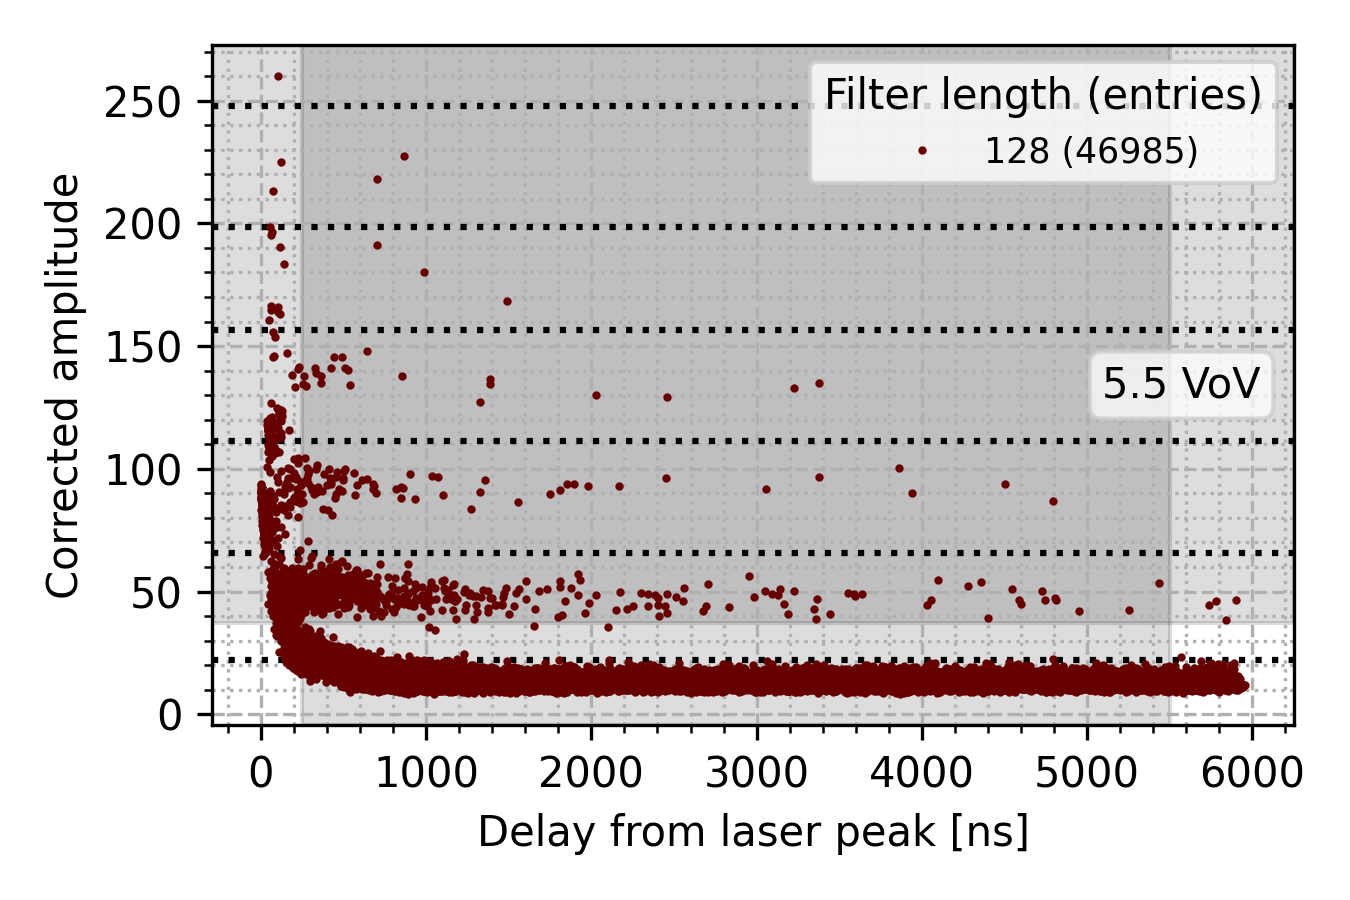 Filter length (entries)
128 (46985)
5.5 VoV
Corrected amplitude
250
200
150
100
50
0
0 1000 2000 3000 4000 5000 6000
Delay from laser peak [ns]